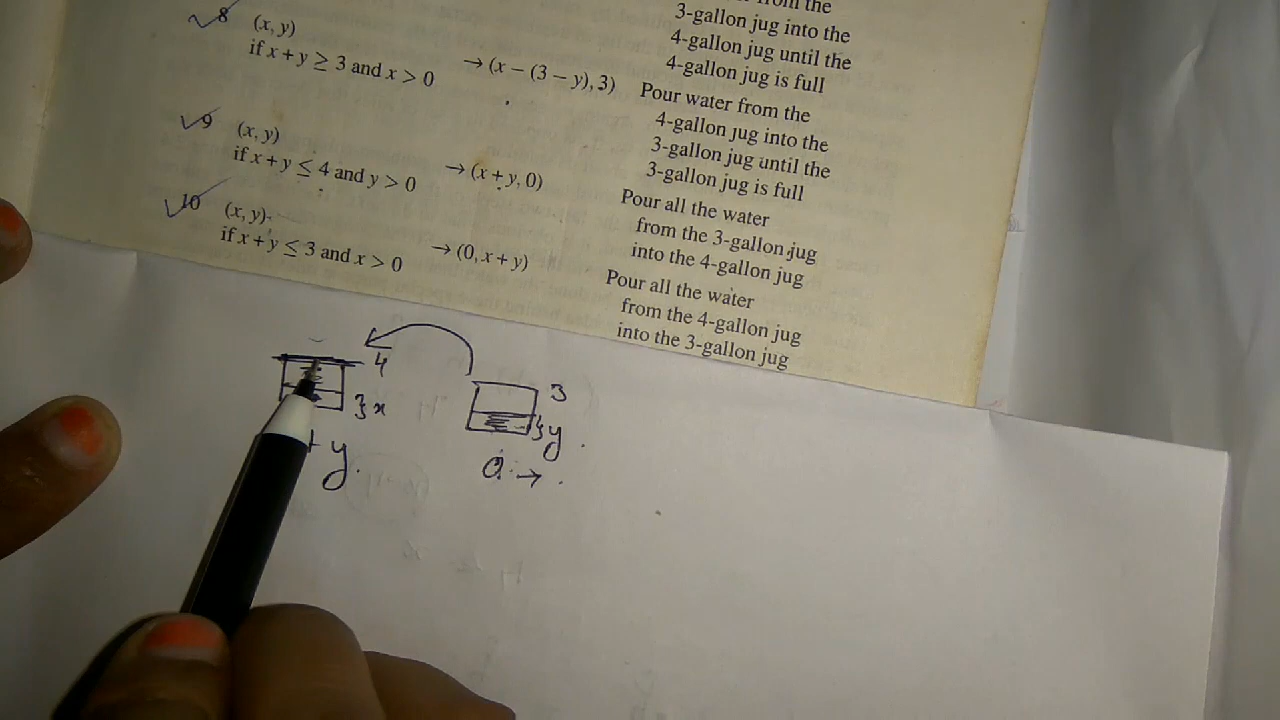 from the
3-gallon jug into the
4-gallon jug until the
4-gallon jug is full
8 (x, y)
if x + y ≥ 3 and x > 0 → (x − (3 − y), 3)
Pour water from the
4-gallon jug into the
3-gallon jug until the
3-gallon jug is full
9 (x, y)
if x + y ≤ 4 and y > 0 → (x + y, 0)
Pour all the water
from the 3-gallon jug
into the 4-gallon jug
10 (x, y)
if x + y ≤ 3 and x > 0 → (0, x + y)
Pour all the water
from the 4-gallon jug
into the 3-gallon jug
4
3
x
y
+ y.
0 →